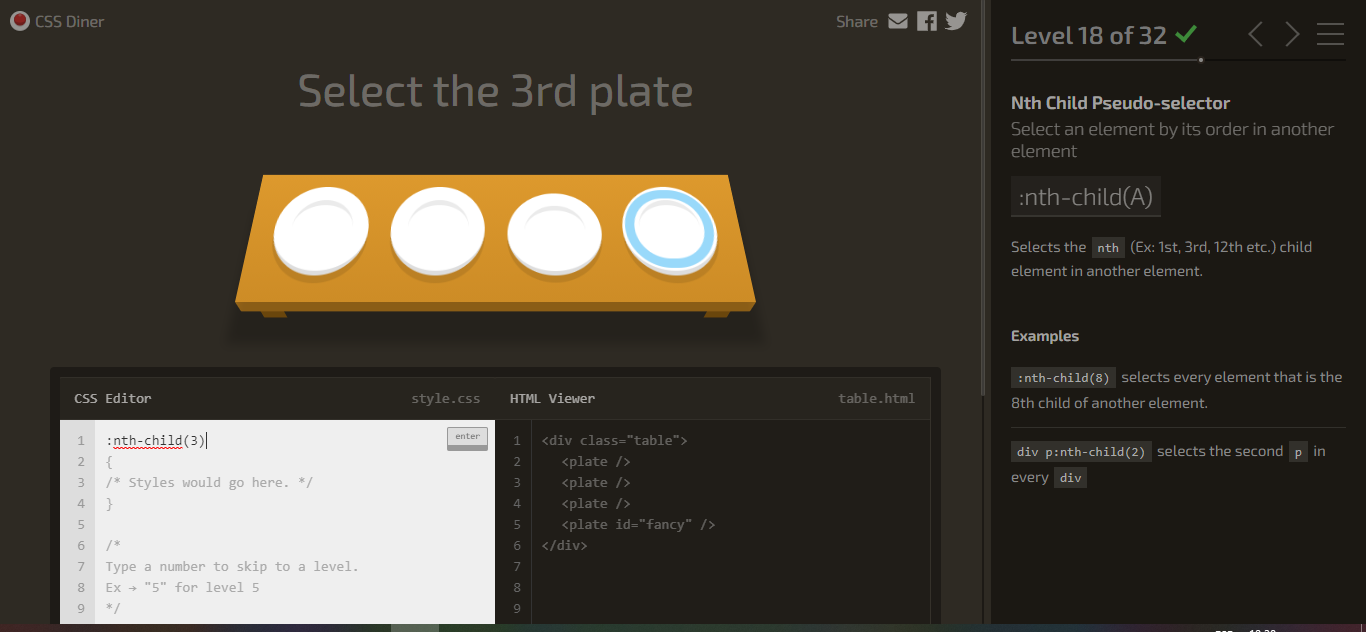 CSS Diner
Share
Select the 3rd plate
CSS Editor
style.css
1 :nth-child(3)
enter
2 {
3 /* Styles would go here. */
4 }
5
6 /*
7 Type a number to skip to a level.
8 Ex → "5" for level 5
9 */
HTML Viewer
table.html
1 <div class="table">
2 <plate />
3 <plate />
4 <plate />
5 <plate id="fancy" />
6 </div>
7
8
9
Level 18 of 32
Nth Child Pseudo-selector
Select an element by its order in another
element
:nth-child(A)
Selects the nth (Ex: 1st, 3rd, 12th etc.) child
element in another element.
Examples
:nth-child(8) selects every element that is the
8th child of another element.
div p:nth-child(2) selects the second p in
every div